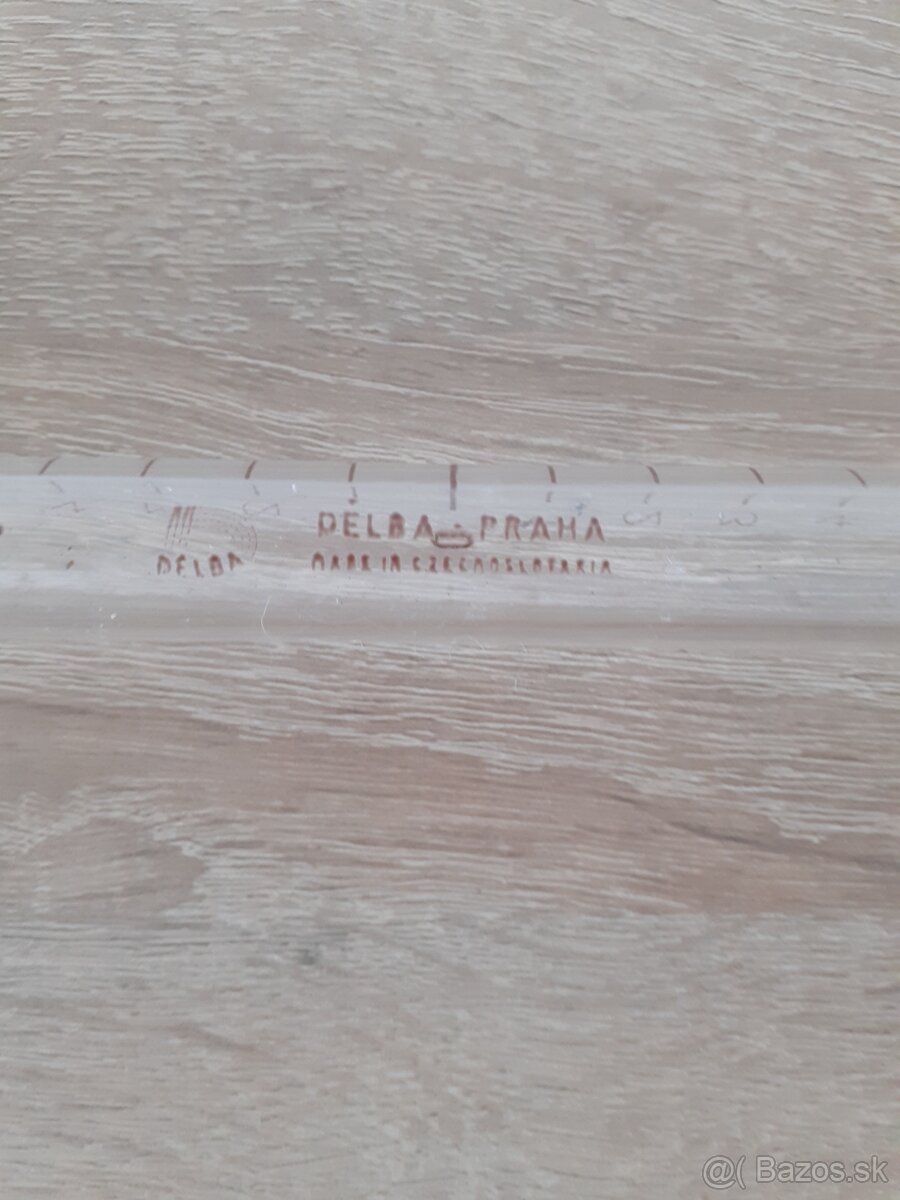 DELBA PRAHA
DELBA
MADE IN CZECHOSLOVAKIA
@( Bazos.sk